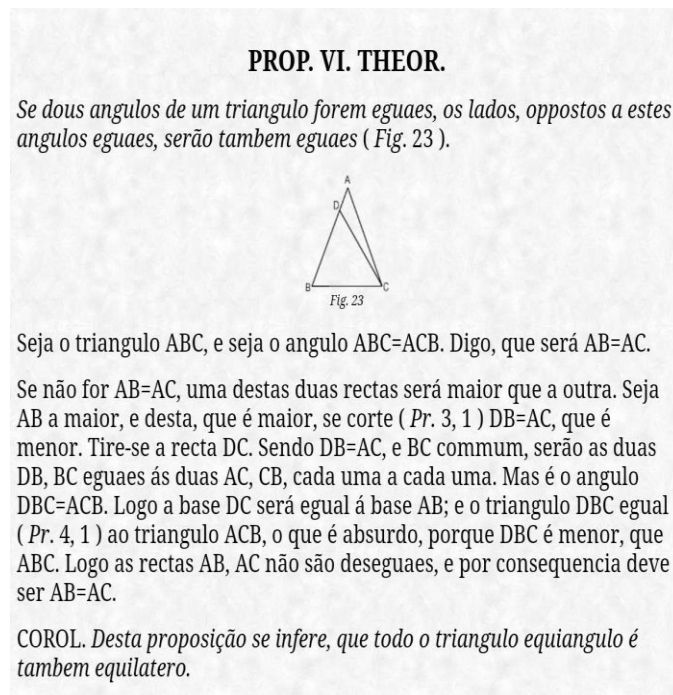 PROP. VI. THEOR.
Se dous angulos de um triangulo forem eguaes, os lados, oppostos a estes
angulos eguaes, serão tambem eguaes ( Fig. 23 ).
A
D
B
C
Fig. 23
Seja o triangulo ABC, e seja o angulo ABC=ACB. Digo, que será AB=AC.
Se não for AB=AC, uma destas duas rectas será maior que a outra. Seja
AB a maior, e desta, que é maior, se corte ( Pr. 3, 1 ) DB=AC, que é
menor. Tire-se a recta DC. Sendo DB=AC, e BC commum, serão as duas
DB, BC eguaes ás duas AC, CB, cada uma a cada uma. Mas é o angulo
DBC=ACB. Logo a base DC será egual á base AB; e o triangulo DBC egual
( Pr. 4, 1 ) ao triangulo ACB, o que é absurdo, porque DBC é menor, que
ABC. Logo as rectas AB, AC não são deseguaes, e por consequencia deve
ser AB=AC.
COROL. Desta proposição se infere, que todo o triangulo equiangulo é
tambem equilatero.